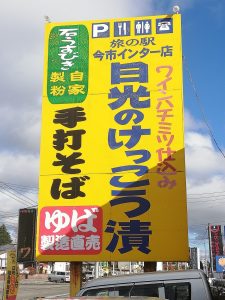 P
旅の駅
今市インター店
ワイン・ハチミツ仕込み
日光のけっこう漬
石うすひき
自家
製粉
手打そば
ゆば
製造直売